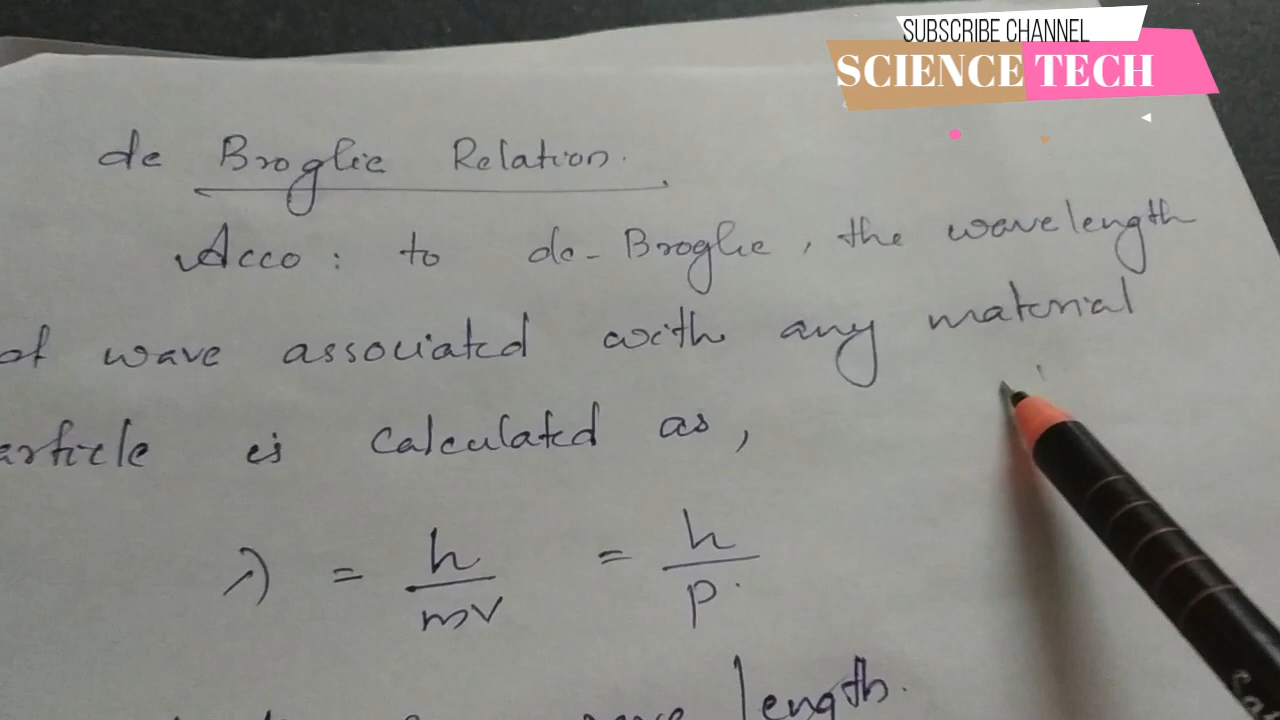 SUBSCRIBE CHANNEL
SCIENCE TECH
de Broglie Relation.
Acco: to de-Broglie, the wavelength
of wave associated with any material
article is calculated as,
λ = h/mv = h/p.
length.